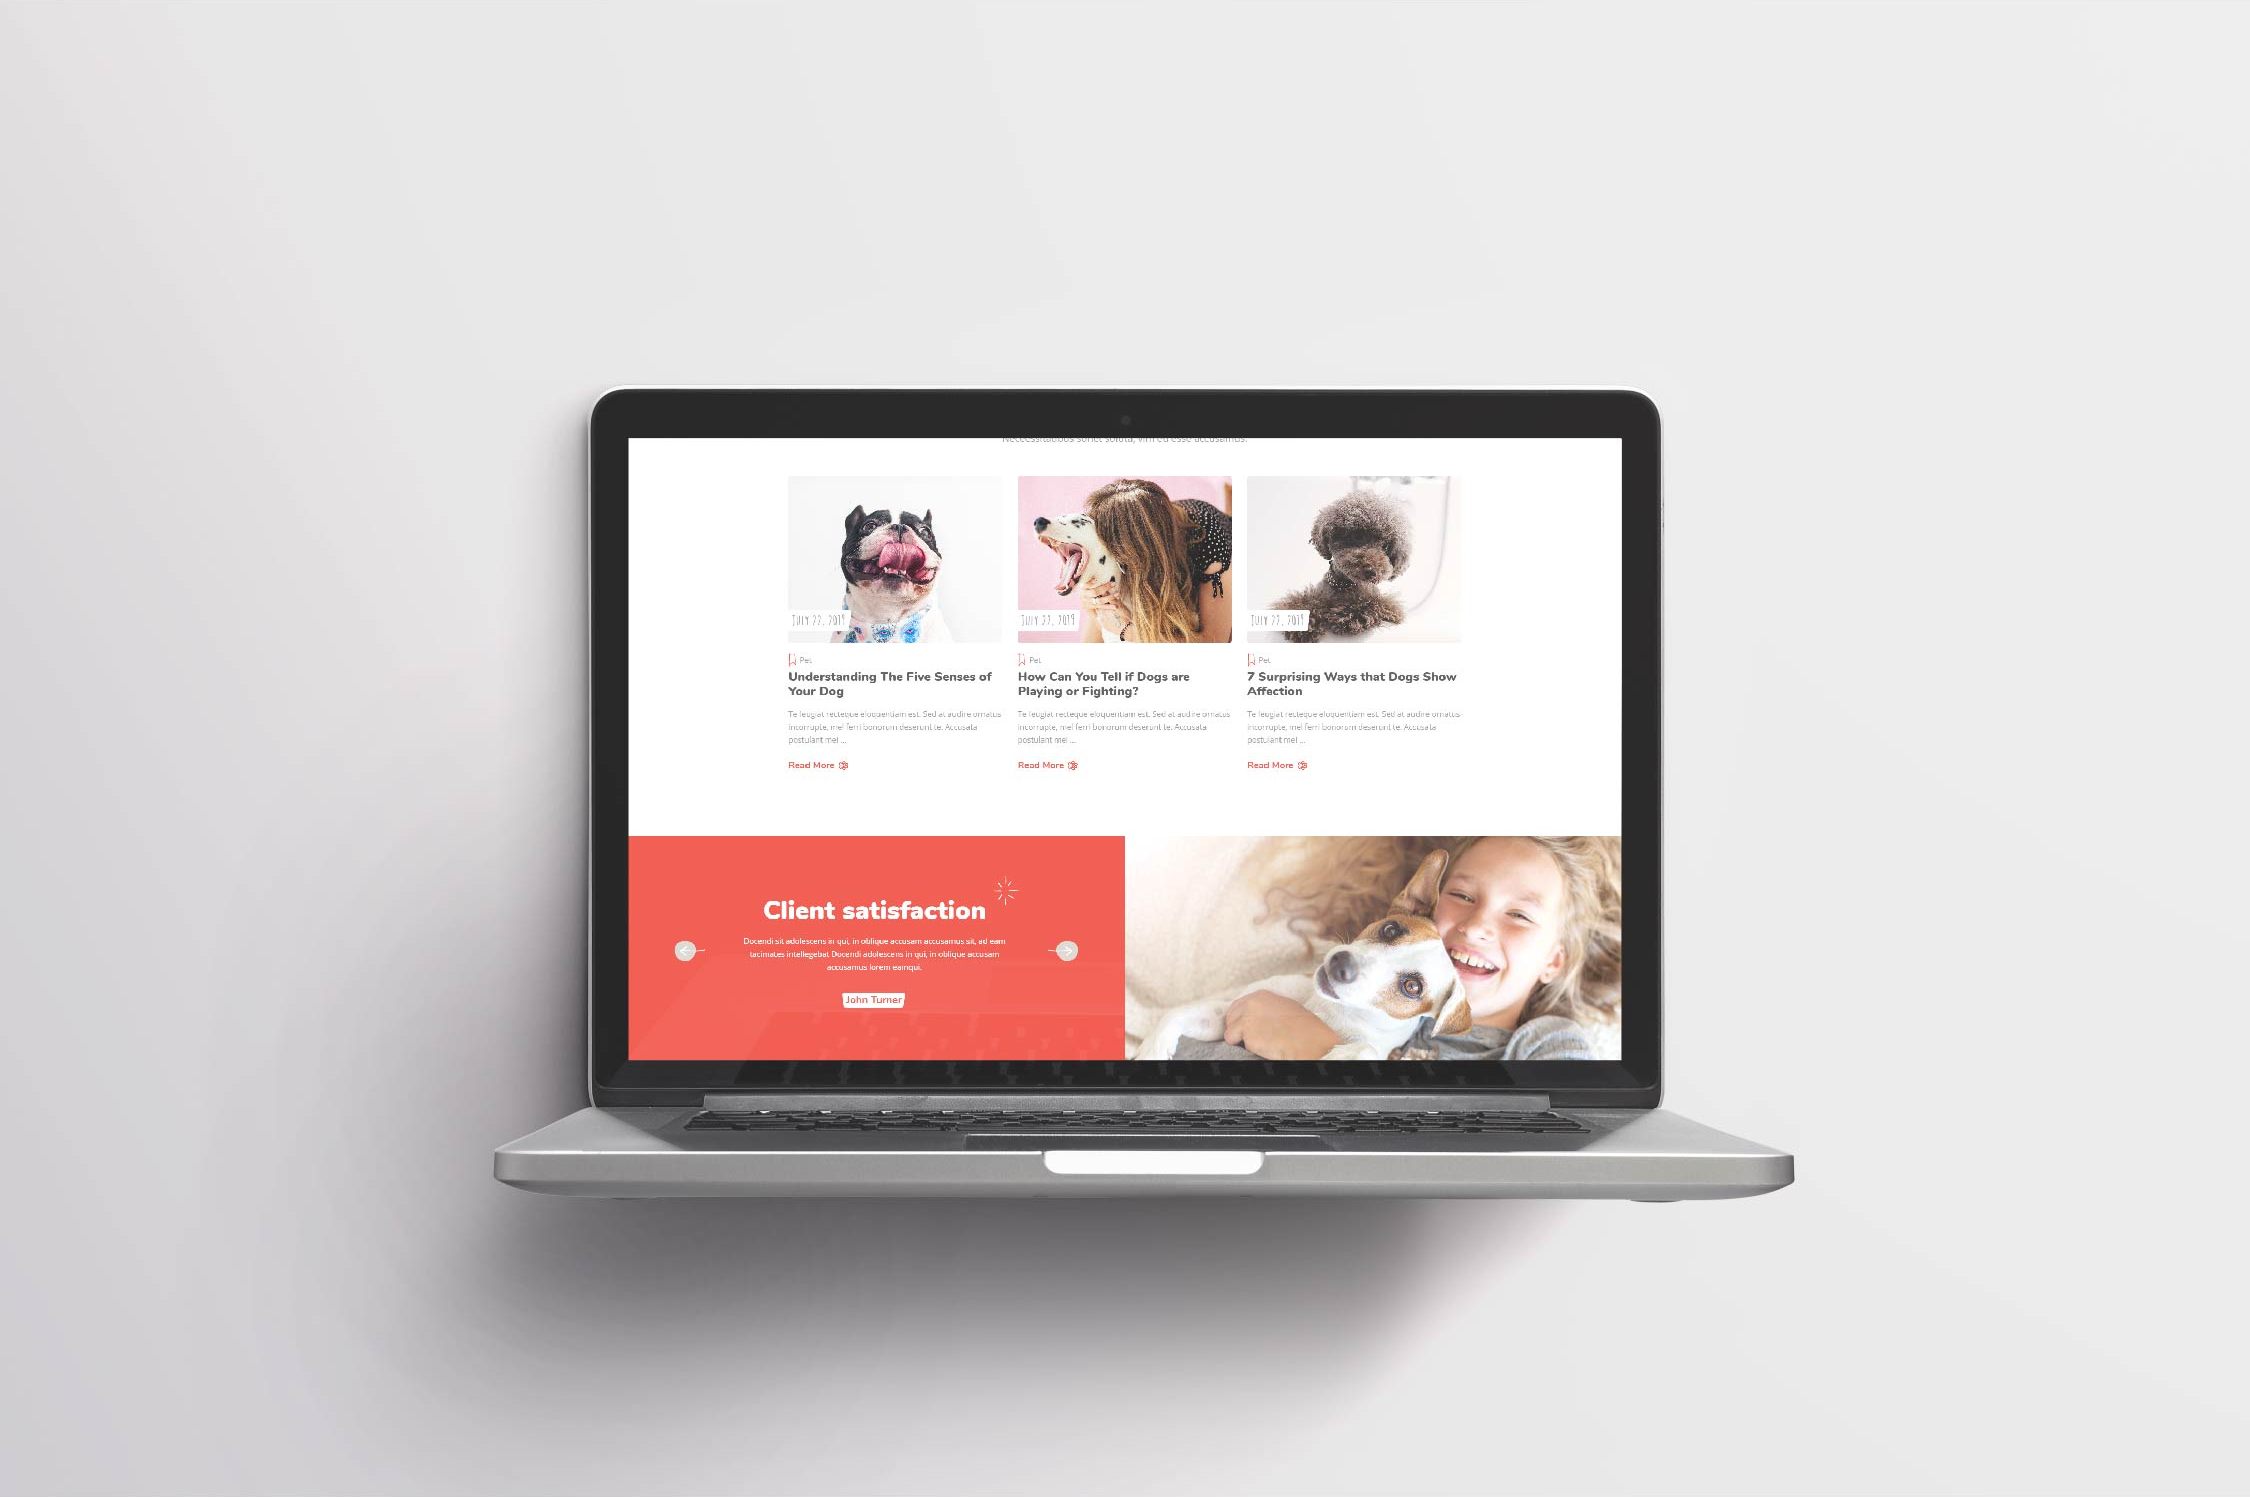 Necessitatibus sonet soluta, vim ed esse accusamus.
JULY 22, 2019
JULY 22, 2019
JULY 22, 2019
Pet
Pet
Pet
Understanding The Five Senses of
Your Dog
How Can You Tell if Dogs are
Playing or Fighting?
7 Surprising Ways that Dogs Show
Affection
Te feugiat recteque eloquentiam est. Sed at audire ornatus
incorrupte, mel ferri bonorum deserunt te. Accusata
postulant mei ...
Te feugiat recteque eloquentiam est. Sed at audire ornatus
incorrupte, mel ferri bonorum deserunt te. Accusata
postulant mei ...
Te feugiat recteque eloquentiam est. Sed at audire ornatus
incorrupte, mel ferri bonorum deserunt te. Accusata
postulant mei ...
Read More
Read More
Read More
Client satisfaction
Docendi sit adolescens in qui, in oblique accusam accusamus sit, ad eam
tacimates intellegebat Docendi adolescens in qui, in oblique accusam
accusamus lorem eamqui.
John Turner